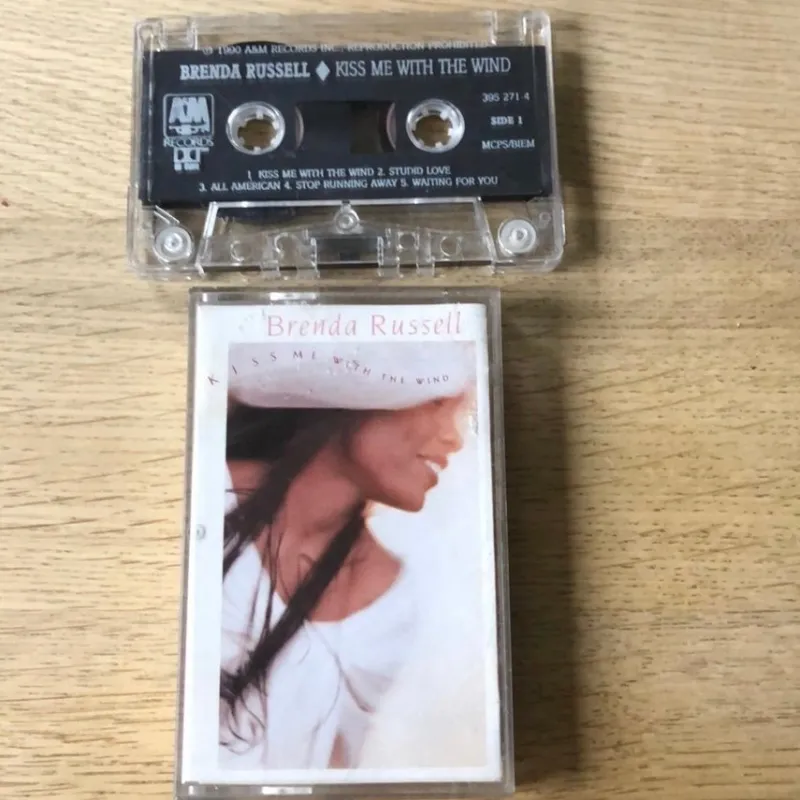 ℗ 1990 A&M RECORDS INC., REPRODUCTION PROHIBITED
BRENDA RUSSELL ♦ KISS ME WITH THE WIND
A&M
RECORDS
395 271 4
SIDE 1
MCPS/BIEM
1. KISS ME WITH THE WIND 2. STUPID LOVE
3. ALL AMERICAN 4. STOP RUNNING AWAY 5. WAITING FOR YOU
Brenda Russell
KISS ME WITH THE WIND